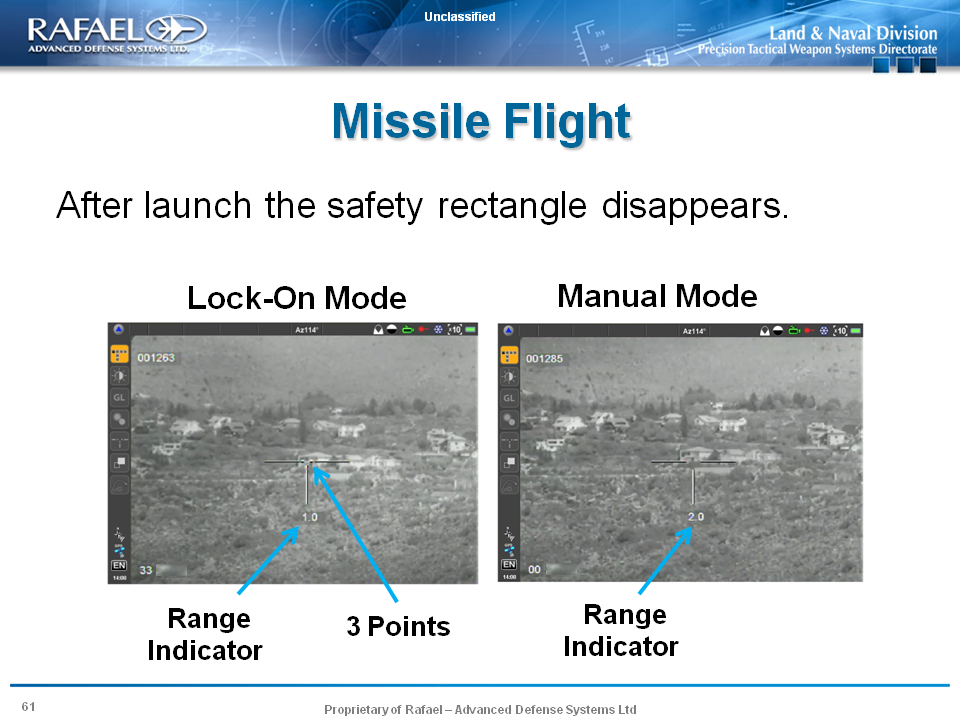 Unclassified
RAFAEL
ADVANCED DEFENSE SYSTEMS LTD.
Land & Naval Division
Precision Tactical Weapon Systems Directorate
Missile Flight
After launch the safety rectangle disappears.
Lock-On Mode
Manual Mode
Az114°
10
001263
GL
1.0
33
EN
14:08
Az114°
10
001285
GL
2.0
00
EN
14:08
Range
Indicator
3 Points
Range
Indicator
61
Proprietary of Rafael – Advanced Defense Systems Ltd